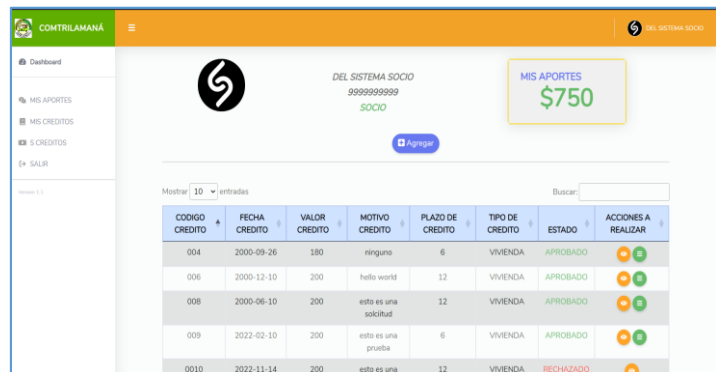 COMTRILAMANÁ
DEL SISTEMA SOCIO
Dashboard
MIS APORTES
MIS CREDITOS
S CREDITOS
SALIR
DEL SISTEMA SOCIO
9999999999
SOCIO
MIS APORTES
$750
Agregar
Mostrar 10 entradas
Buscar:
CODIGO CREDITO FECHA CREDITO VALOR CREDITO MOTIVO CREDITO PLAZO DE CREDITO TIPO DE CREDITO ESTADO ACCIONES A REALIZAR
004 2000-09-26 180 ninguno 6 VIVIENDA APROBADO
006 2000-12-10 200 hello world 12 VIVIENDA APROBADO
008 2000-06-10 200 esto es una 12 VIVIENDA APROBADO
solciitud
009 2022-02-10 200 esto es una 6 VIVIENDA APROBADO
prueba
0010 2022-11-14 200 esto es una 12 VIVIENDA RECHAZADO